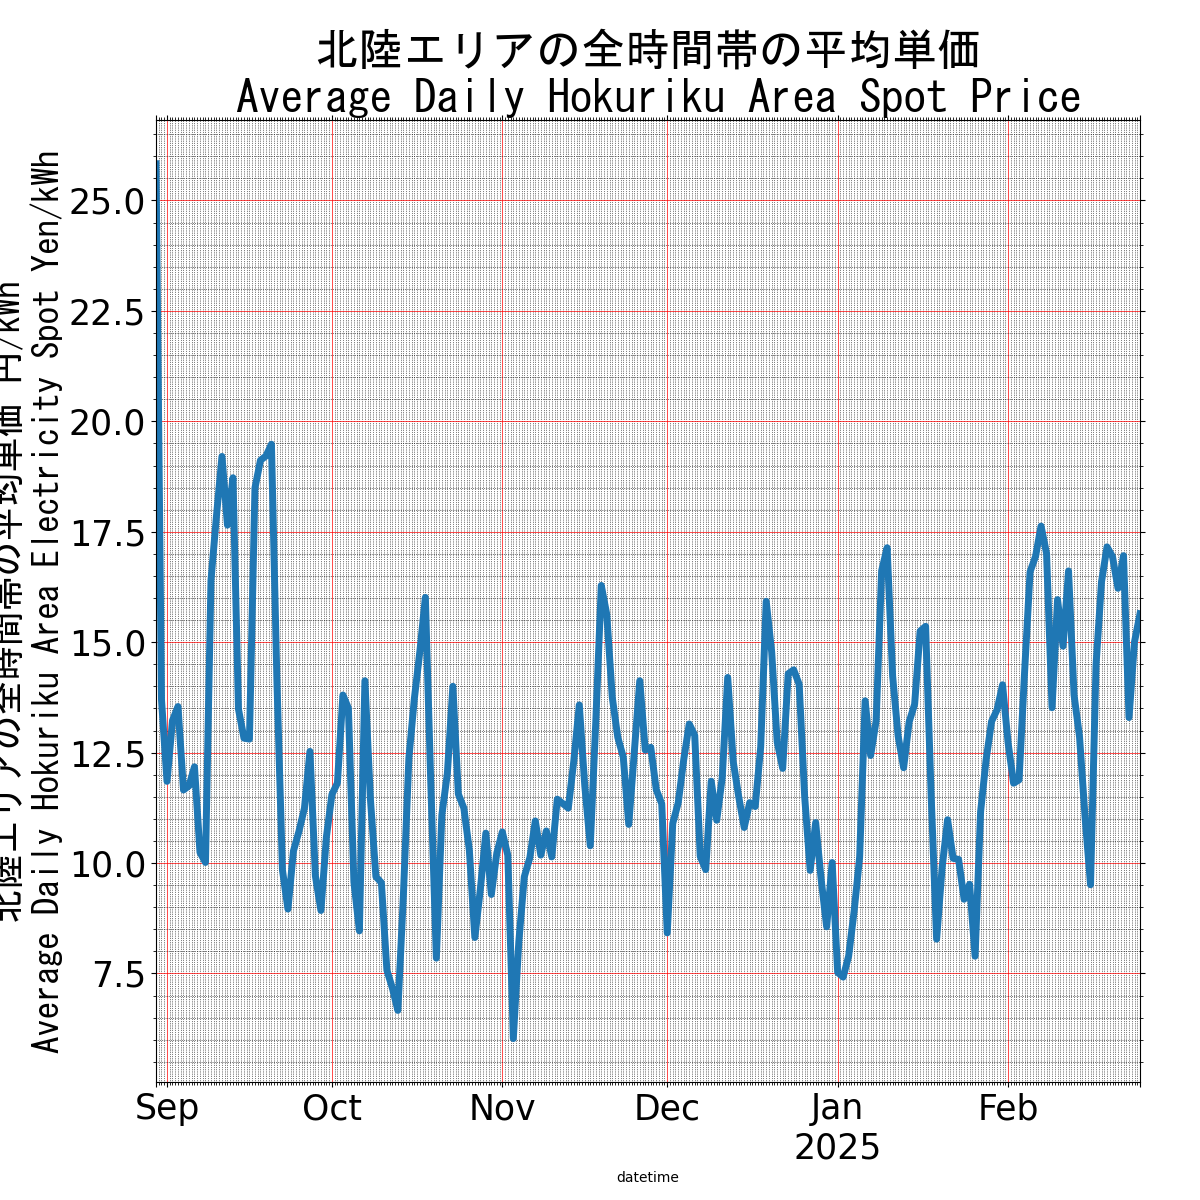 北陸エリアの全時間帯の平均単価
Average Daily Hokuriku Area Spot Price
北陸エリアの全時間帯の平均単価 円/kWh
Average Daily Hokuriku Area Electricity Spot Yen/kWh
25.0
22.5
20.0
17.5
15.0
12.5
10.0
7.5
Sep
Oct
Nov
Dec
Jan
2025
Feb
datetime